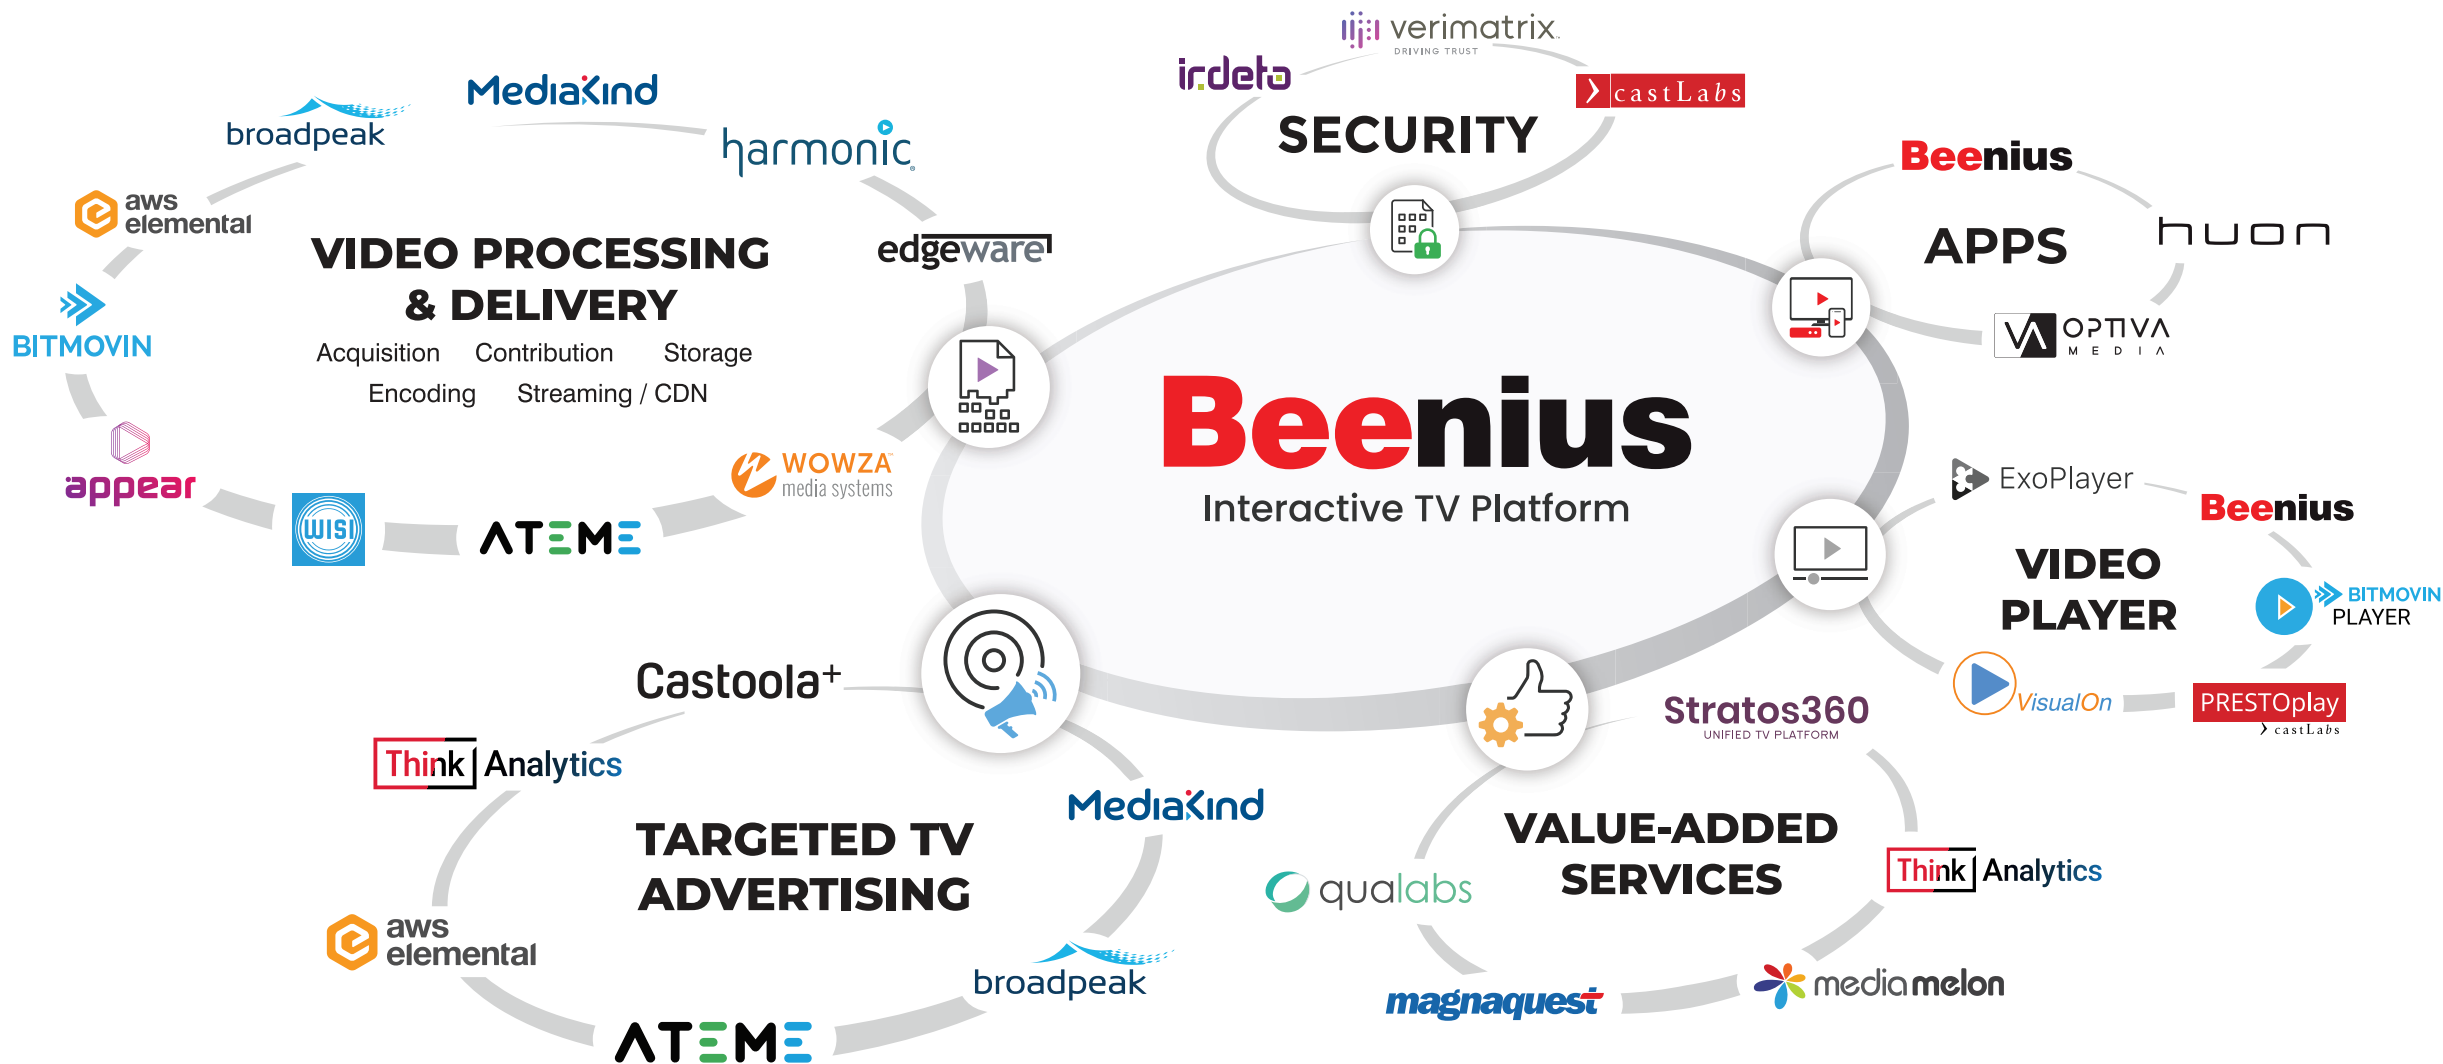 MediaKind
broadpeak
harmonic
aws
elemental
edgeware
VIDEO PROCESSING
& DELIVERY
Acquisition Contribution Storage
Encoding Streaming / CDN
BITMOVIN
appear
WISI
ATEME
WOWZA™
media systems
verimatrix™
DRIVING TRUST
irdeto
castLabs
SECURITY
Beenius
huon
APPS
VA OPTIVA
MEDIA
Beenius
Interactive TV Platform
ExoPlayer
Beenius
VIDEO
PLAYER
BITMOVIN
PLAYER
VisualOn
PRESTOplay
castLabs
Castoola+
Think Analytics
MediaKind
TARGETED TV
ADVERTISING
aws
elemental
broadpeak
ATEME
Stratos360
UNIFIED TV PLATFORM
VALUE-ADDED
SERVICES
Think Analytics
qualabs
magnaquest
mediamelon